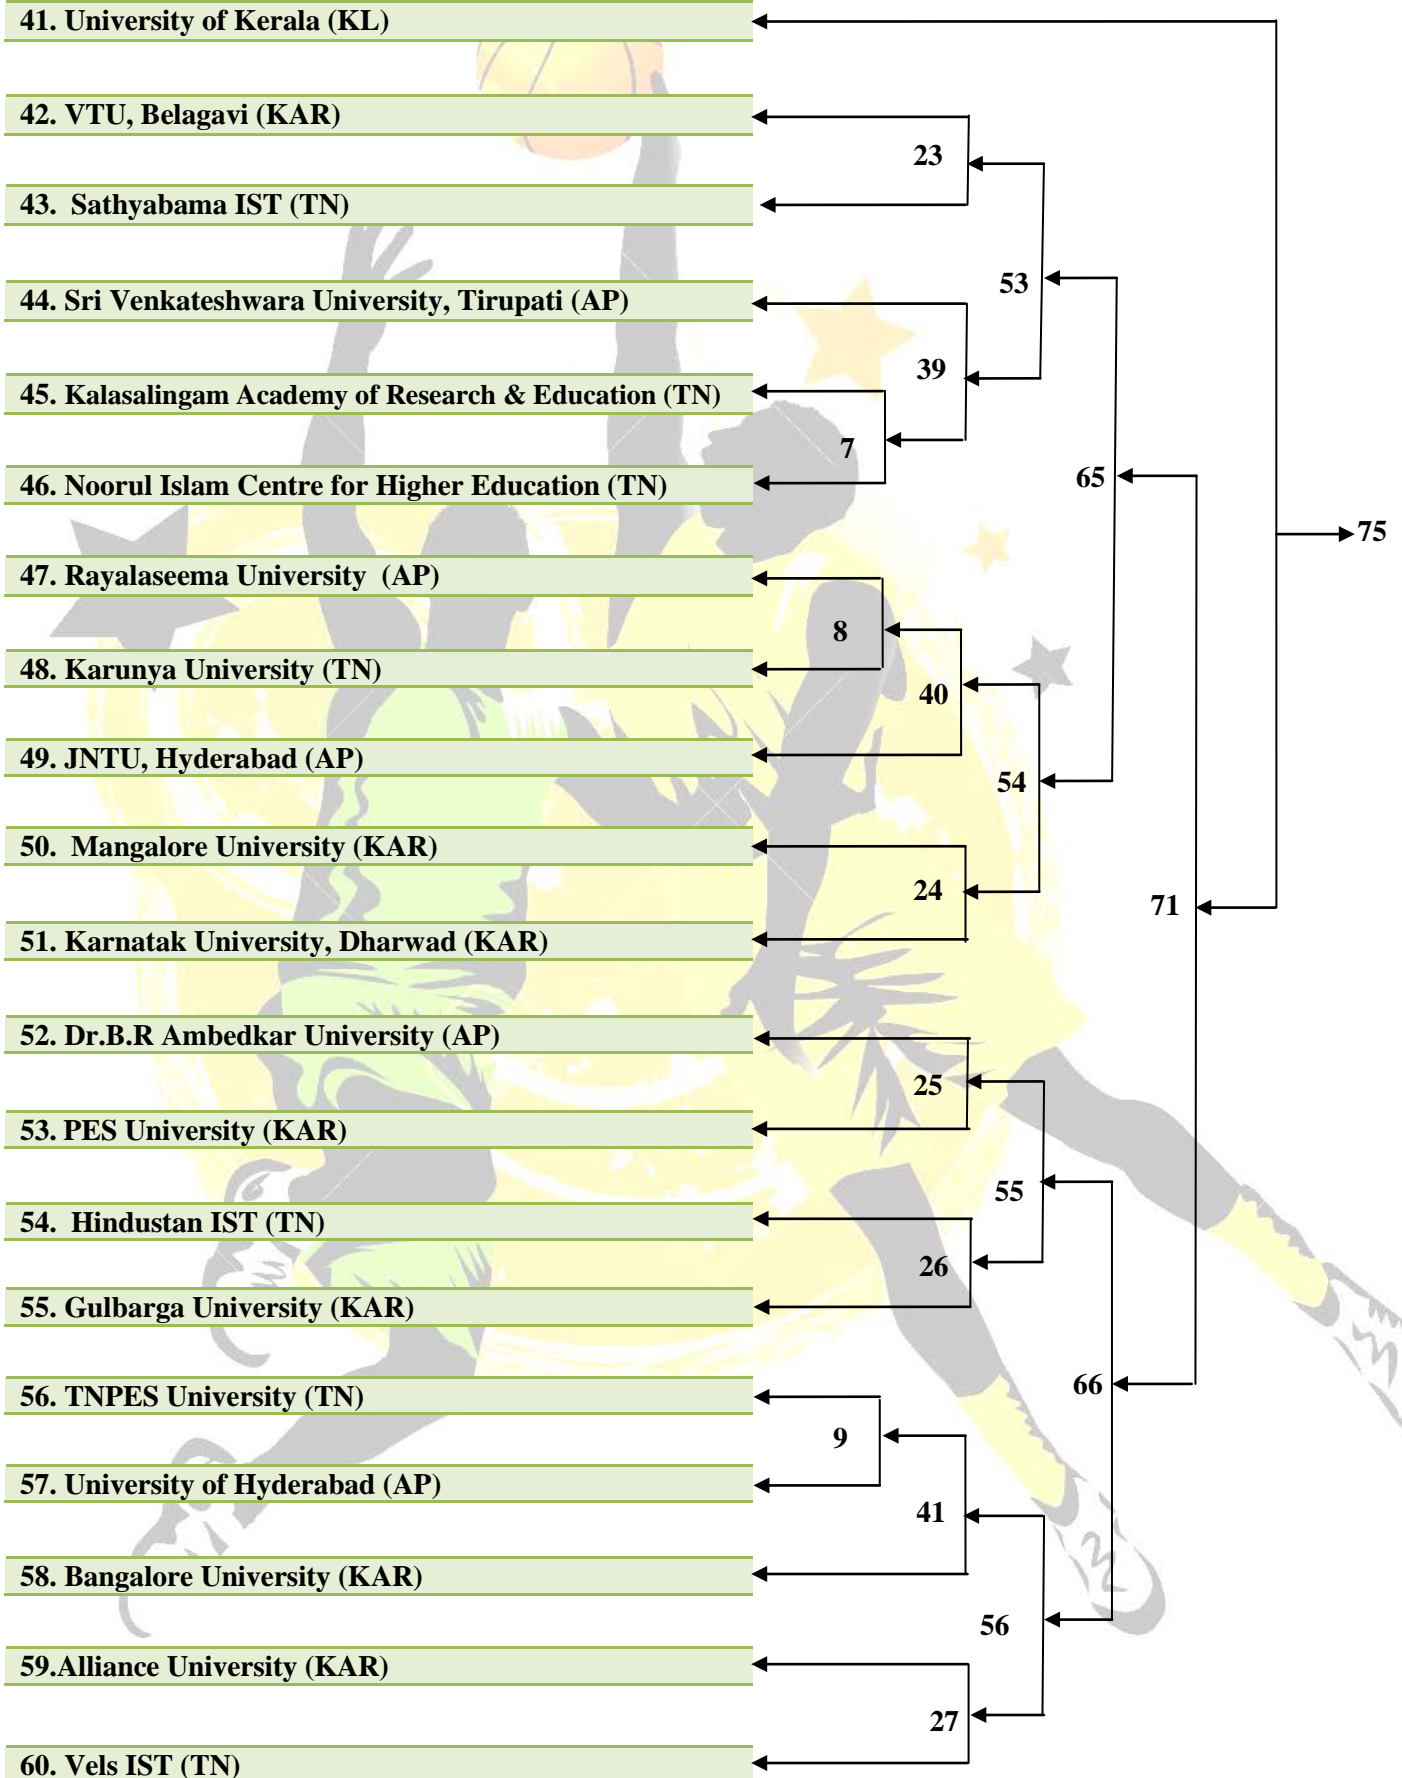 41. University of Kerala (KL)
42. VTU, Belagavi (KAR)
23
43. Sathyabama IST (TN)
53
44. Sri Venkateshwara University, Tirupati (AP)
39
45. Kalasalingam Academy of Research & Education (TN)
7
65
46. Noorul Islam Centre for Higher Education (TN)
75
47. Rayalaseema University (AP)
8
48. Karunya University (TN)
40
49. JNTU, Hyderabad (AP)
54
50. Mangalore University (KAR)
24
71
51. Karnatak University, Dharwad (KAR)
52. Dr.B.R Ambedkar University (AP)
25
53. PES University (KAR)
55
54. Hindustan IST (TN)
26
55. Gulbarga University (KAR)
66
56. TNPES University (TN)
9
57. University of Hyderabad (AP)
41
58. Bangalore University (KAR)
56
59.Alliance University (KAR)
27
60. Vels IST (TN)